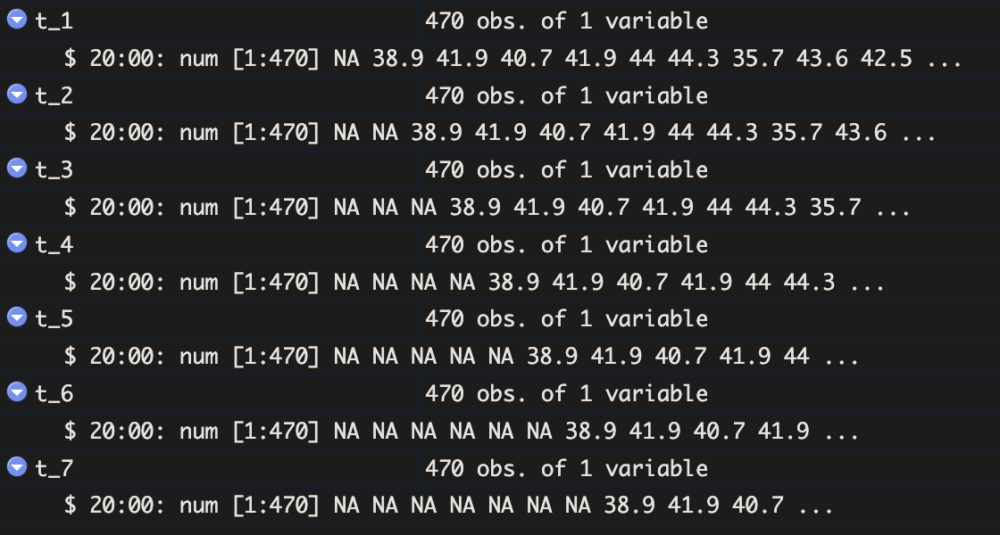 t_1 470 obs. of 1 variable
$ 20:00: num [1:470] NA 38.9 41.9 40.7 41.9 44 44.3 35.7 43.6 42.5 ...
t_2 470 obs. of 1 variable
$ 20:00: num [1:470] NA NA 38.9 41.9 40.7 41.9 44 44.3 35.7 43.6 ...
t_3 470 obs. of 1 variable
$ 20:00: num [1:470] NA NA NA 38.9 41.9 40.7 41.9 44 44.3 35.7 ...
t_4 470 obs. of 1 variable
$ 20:00: num [1:470] NA NA NA NA 38.9 41.9 40.7 41.9 44 44.3 ...
t_5 470 obs. of 1 variable
$ 20:00: num [1:470] NA NA NA NA NA 38.9 41.9 40.7 41.9 44 ...
t_6 470 obs. of 1 variable
$ 20:00: num [1:470] NA NA NA NA NA NA 38.9 41.9 40.7 41.9 ...
t_7 470 obs. of 1 variable
$ 20:00: num [1:470] NA NA NA NA NA NA NA 38.9 41.9 40.7 ...